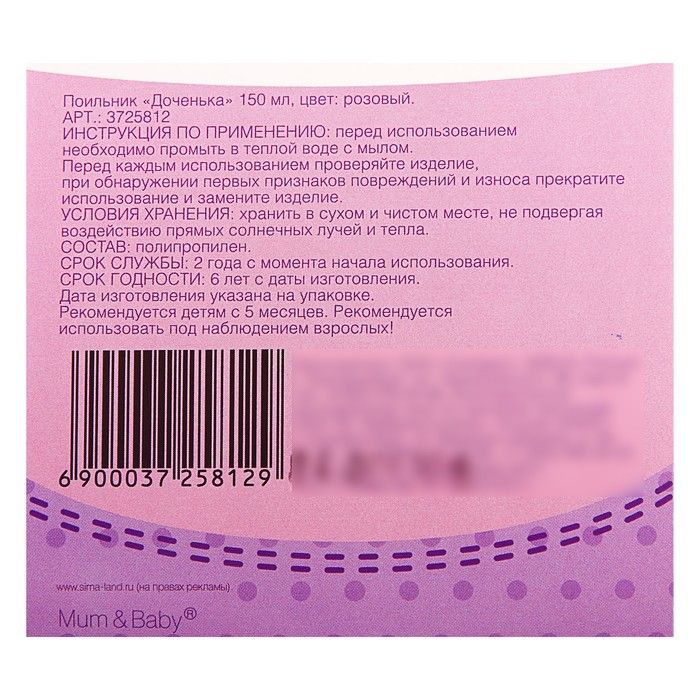 Поильник «Доченька» 150 мл, цвет: розовый.
АРТ.: 3725812
ИНСТРУКЦИЯ ПО ПРИМЕНЕНИЮ: перед использованием
необходимо промыть в теплой воде с мылом.
Перед каждым использованием проверяйте изделие,
при обнаружении первых признаков повреждений и износа прекратите
использование и замените изделие.
УСЛОВИЯ ХРАНЕНИЯ: хранить в сухом и чистом месте, не подвергая
воздействию прямых солнечных лучей и тепла.
СОСТАВ: полипропилен.
СРОК СЛУЖБЫ: 2 года с момента начала использования.
СРОК ГОДНОСТИ: 6 лет с даты изготовления.
Дата изготовления указана на упаковке.
Рекомендуется детям с 5 месяцев. Рекомендуется
использовать под наблюдением взрослых!
6 900037 258129
www.sima-land.ru (на правах рекламы)
Mum & Baby®